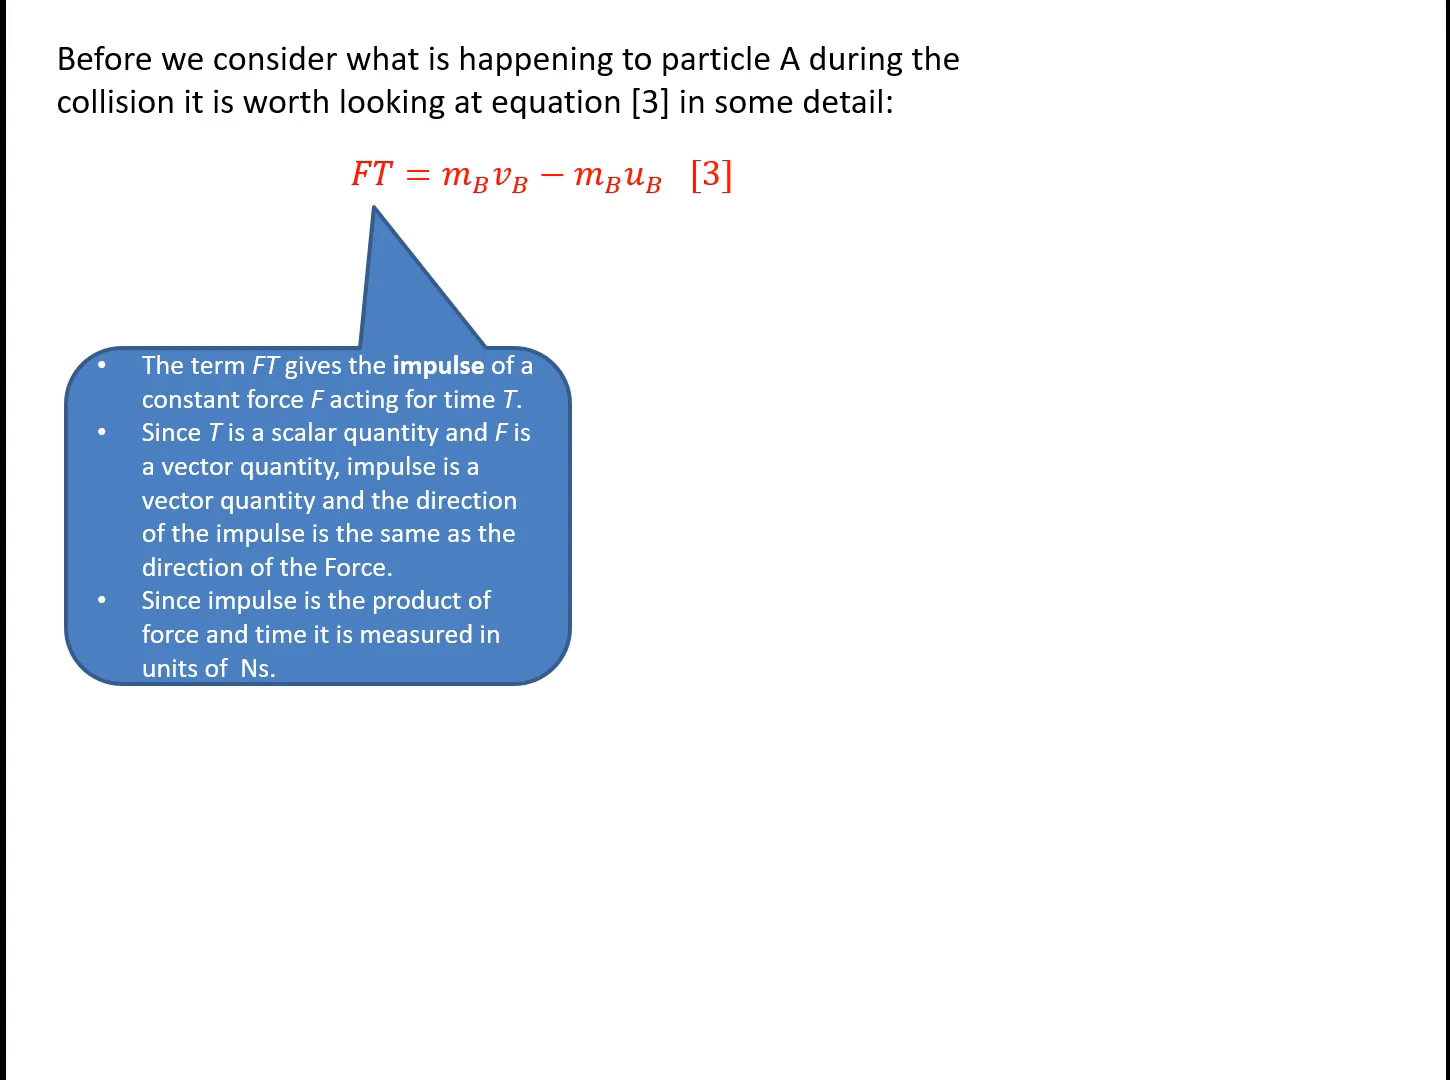 Before we consider what is happening to particle A during the
collision it is worth looking at equation [3] in some detail:
FT = m_B v_B − m_B u_B [3]
• The term FT gives the impulse of a
constant force F acting for time T.
• Since T is a scalar quantity and F is
a vector quantity, impulse is a
vector quantity and the direction
of the impulse is the same as the
direction of the Force.
• Since impulse is the product of
force and time it is measured in
units of  Ns.